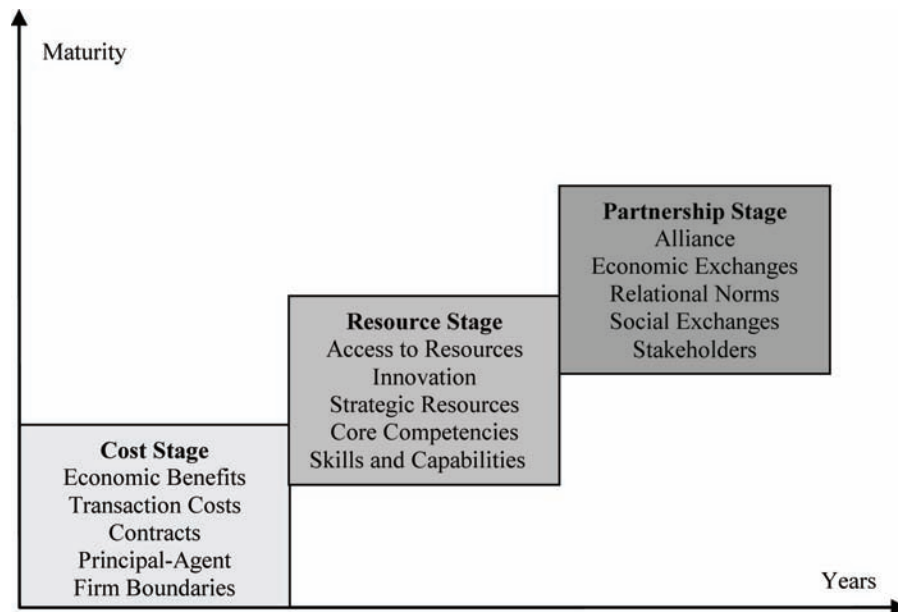 Maturity
Partnership Stage
Alliance
Economic Exchanges
Relational Norms
Social Exchanges
Stakeholders
Resource Stage
Access to Resources
Innovation
Strategic Resources
Core Competencies
Skills and Capabilities
Cost Stage
Economic Benefits
Transaction Costs
Contracts
Principal-Agent
Firm Boundaries
Years